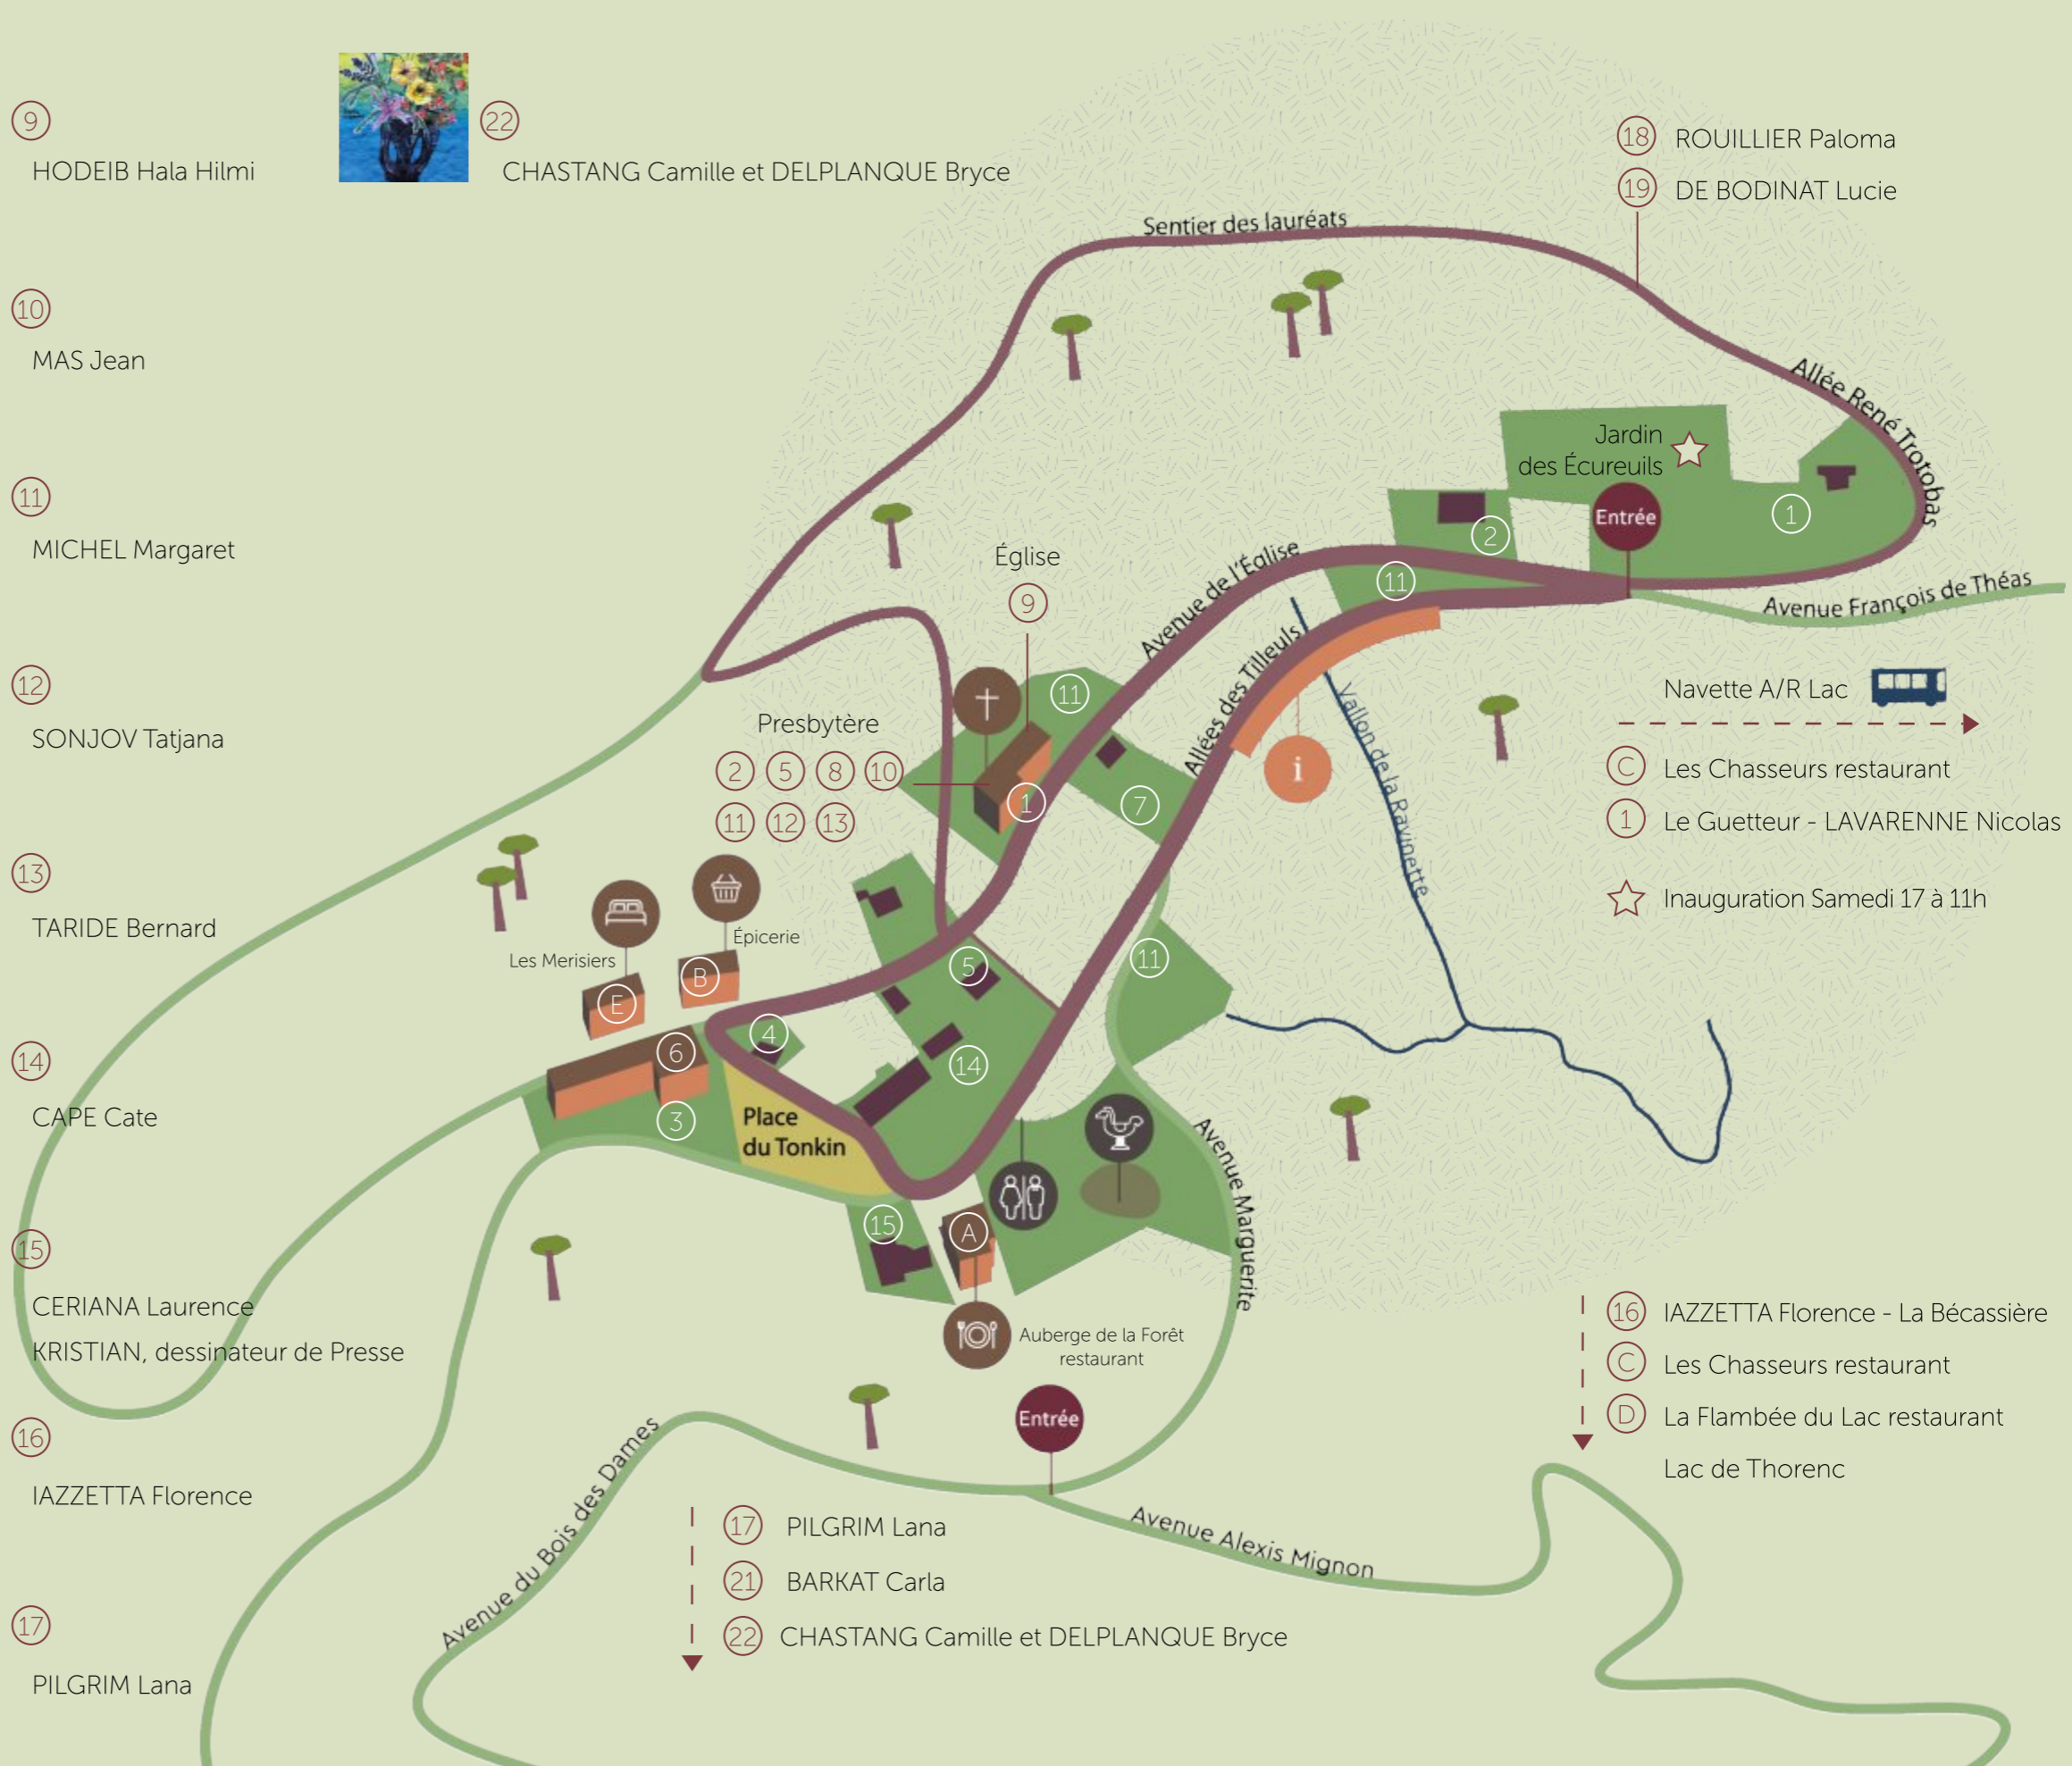 9
HODEIB Hala Hilmi
22
CHASTANG Camille et DELPLANQUE Bryce
10
MAS Jean
11
MICHEL Margaret
12
SONJOV Tatjana
13
TARIDE Bernard
14
CAPE Cate
15
CERIANA Laurence
KRISTIAN, dessinateur de Presse
16
IAZZETTA Florence
17
PILGRIM Lana
18 ROUILLIER Paloma
19 DE BODINAT Lucie
Sentier des lauréats
Allée René Trotobas
Jardin
des Écureuils
Entrée
1
2
11
Avenue de l'Église
Allées des Tilleuls
Avenue François de Théas
Église
9
11
Presbytère
2 5 8 10
11 12 13
1
7
i
Vallon de la Ravinette
Navette A/R Lac
C Les Chasseurs restaurant
1 Le Guetteur - LAVARENNE Nicolas
Inauguration Samedi 17 à 11h
Épicerie
Les Merisiers
B
E
5
11
4
6
14
3
Place
du Tonkin
15
A
Avenue Marguerite
Auberge de la Forêt
restaurant
Entrée
16 IAZZETTA Florence - La Bécassière
C Les Chasseurs restaurant
D La Flambée du Lac restaurant
Lac de Thorenc
Avenue du Bois des Dames
Avenue Alexis Mignon
17 PILGRIM Lana
21 BARKAT Carla
22 CHASTANG Camille et DELPLANQUE Bryce